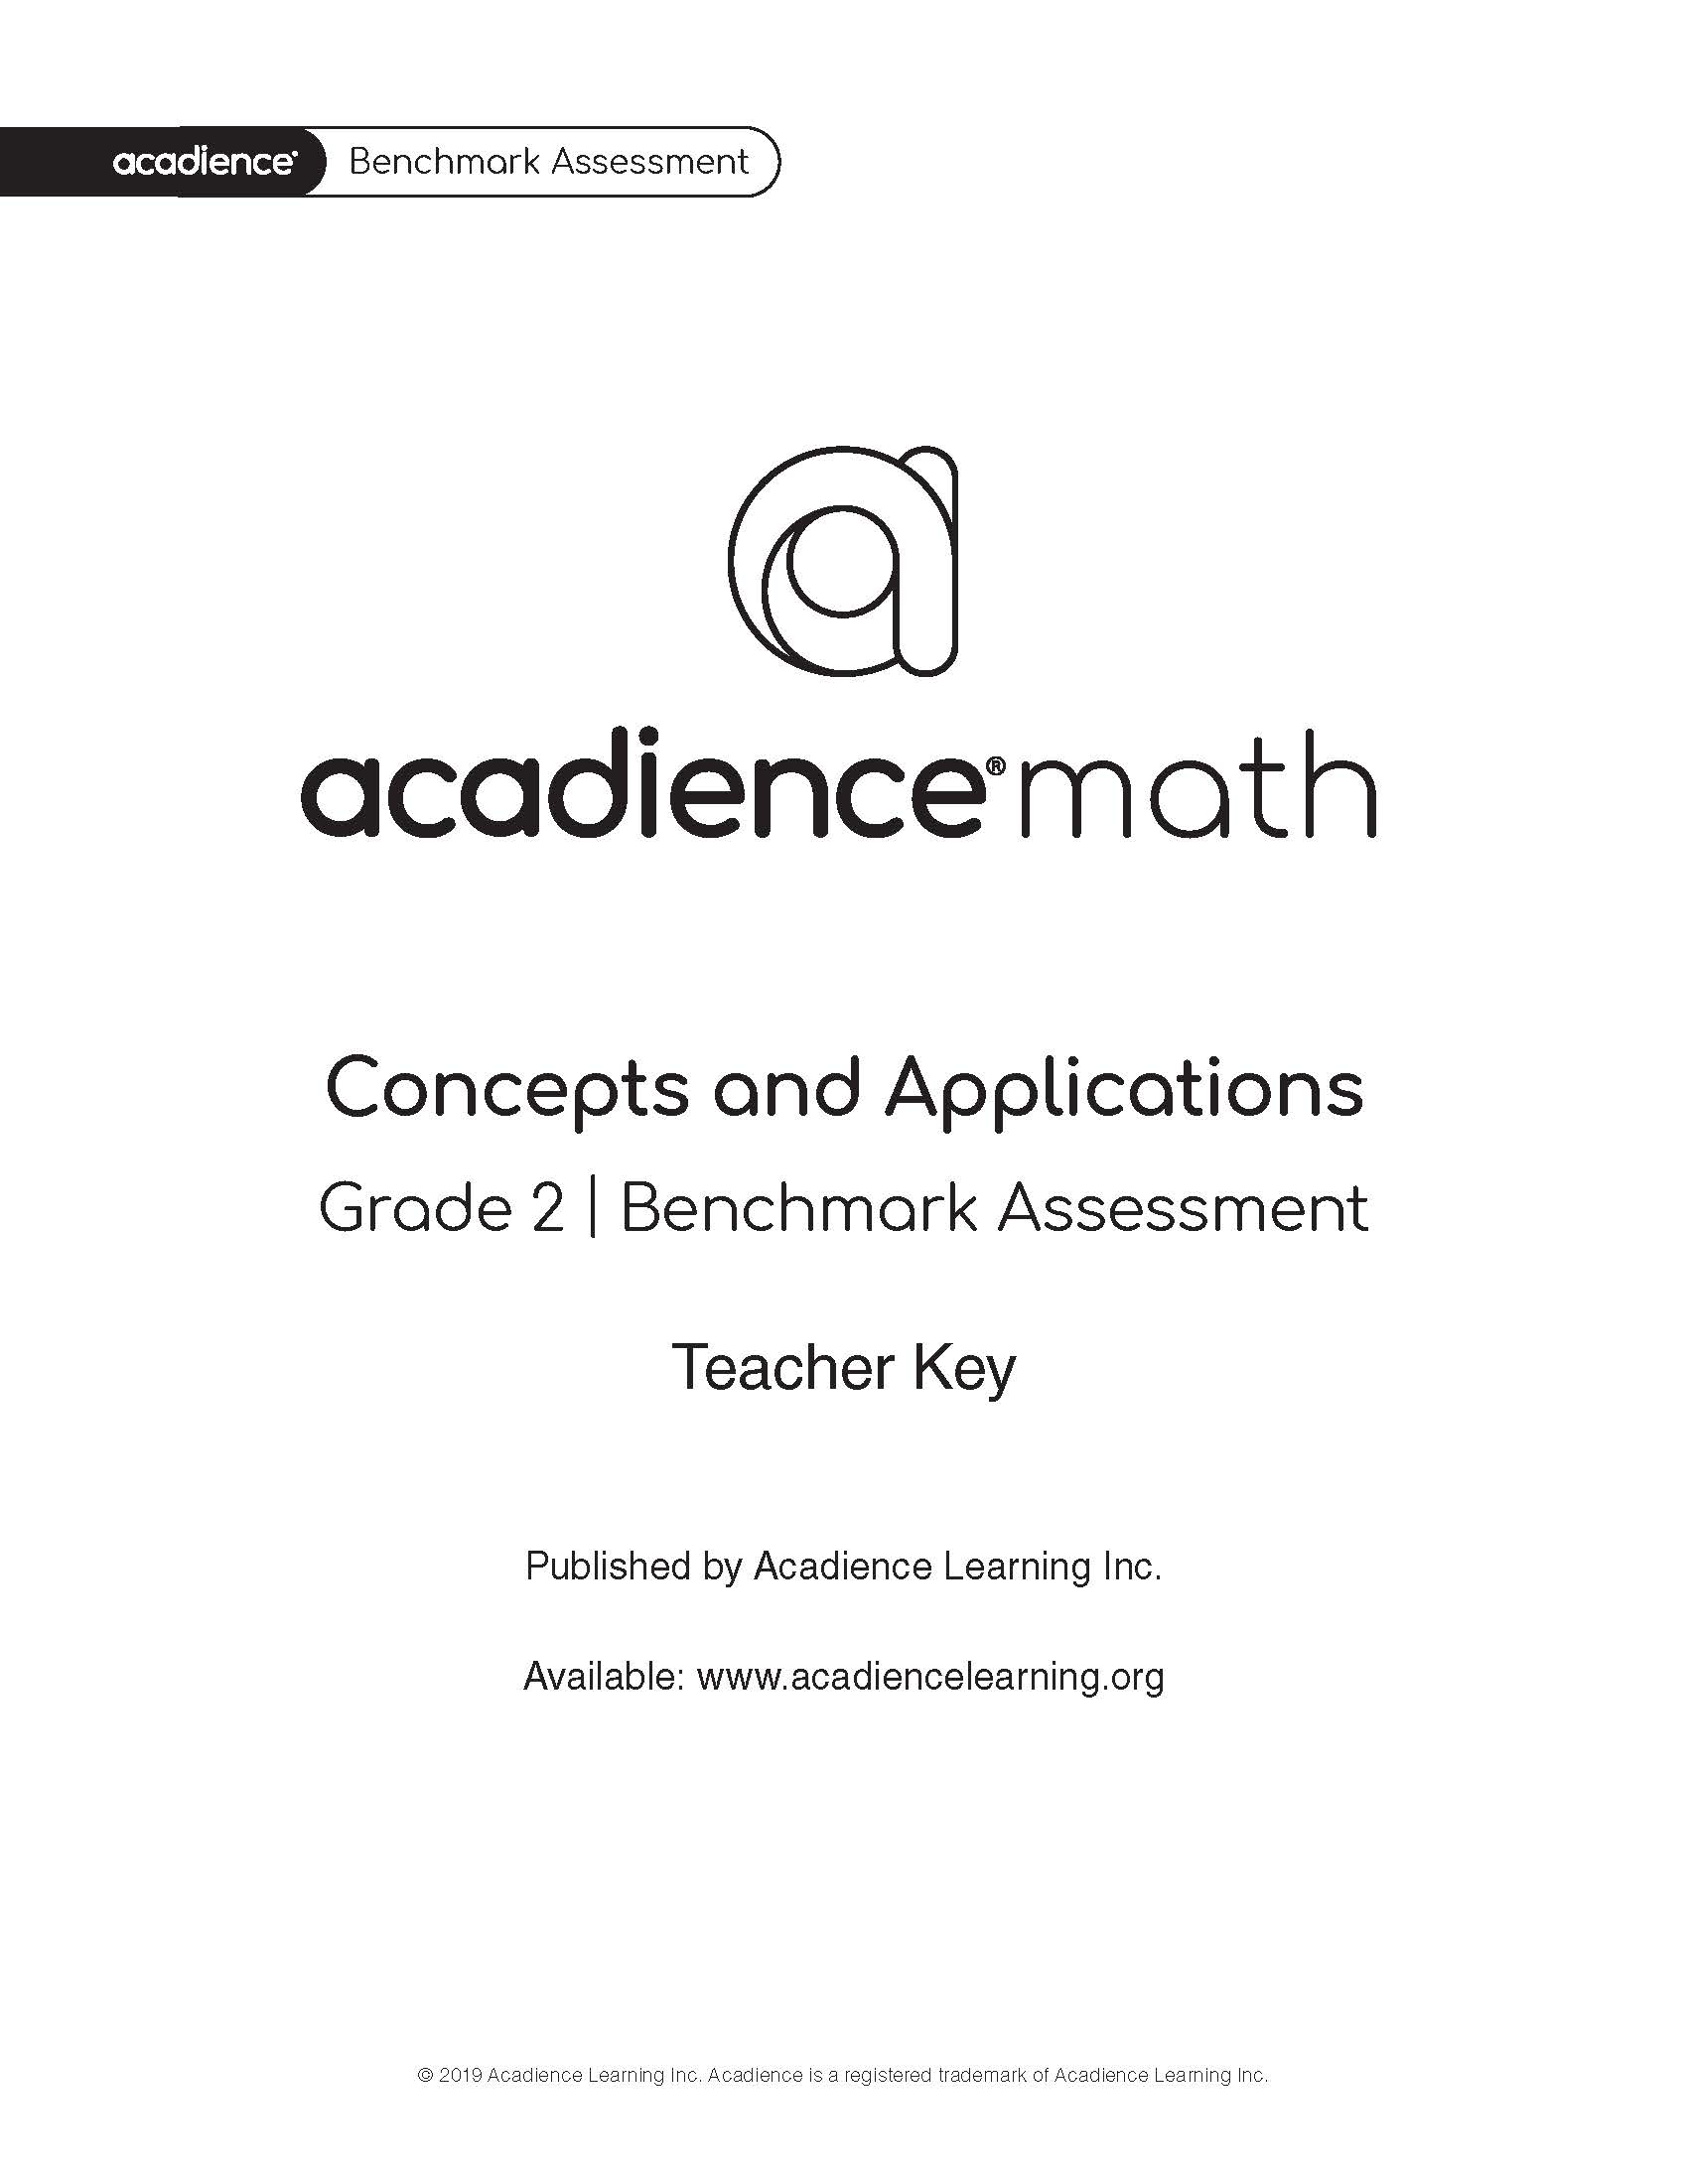 acadience® Benchmark Assessment
acadience®math
Concepts and Applications
Grade 2 | Benchmark Assessment
Teacher Key
Published by Acadience Learning Inc.
Available: www.acadiencelearning.org
© 2019 Acadience Learning Inc. Acadience is a registered trademark of Acadience Learning Inc.